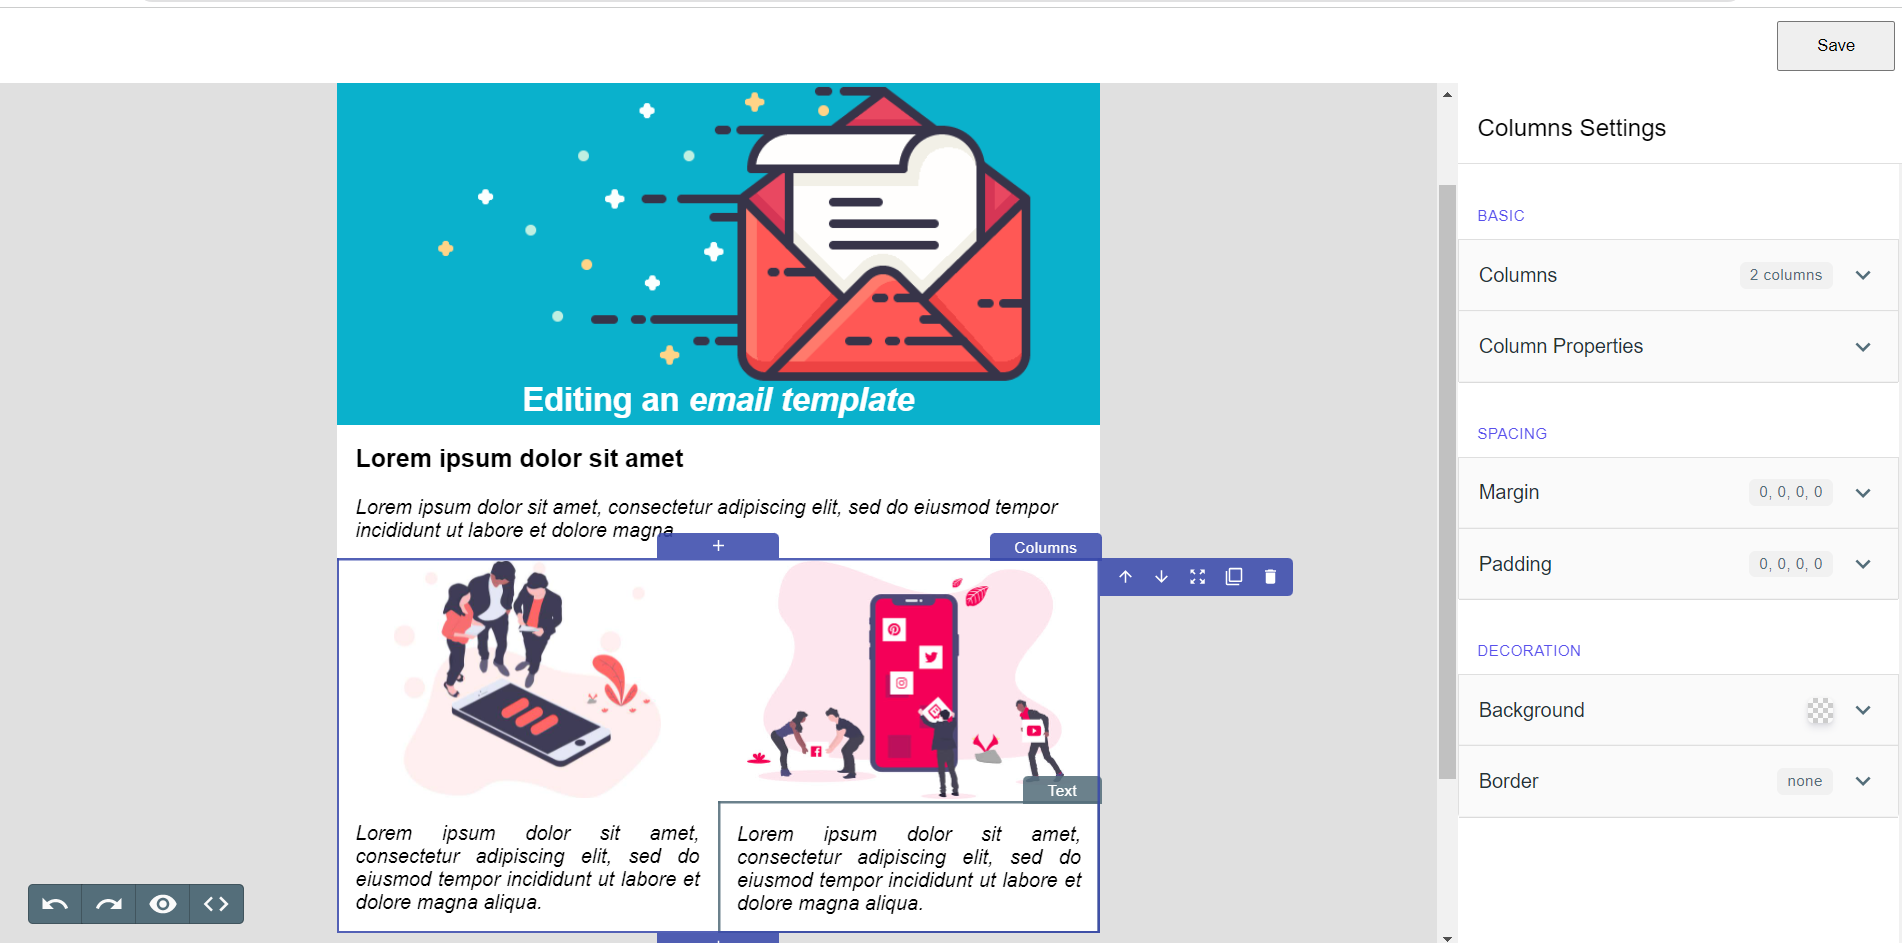 Save
Columns Settings
BASIC
Columns 2 columns
Column Properties
SPACING
Margin 0, 0, 0, 0
Padding 0, 0, 0, 0
DECORATION
Background
Border none
Editing an email template
Lorem ipsum dolor sit amet
Lorem ipsum dolor sit amet, consectetur adipiscing elit, sed do eiusmod tempor
incididunt ut labore et dolore magna
+
Columns
Text
Lorem ipsum dolor sit amet,
consectetur adipiscing elit, sed do
eiusmod tempor incididunt ut labore et
dolore magna aliqua.
Lorem ipsum dolor sit amet,
consectetur adipiscing elit, sed do
eiusmod tempor incididunt ut labore et
dolore magna aliqua.